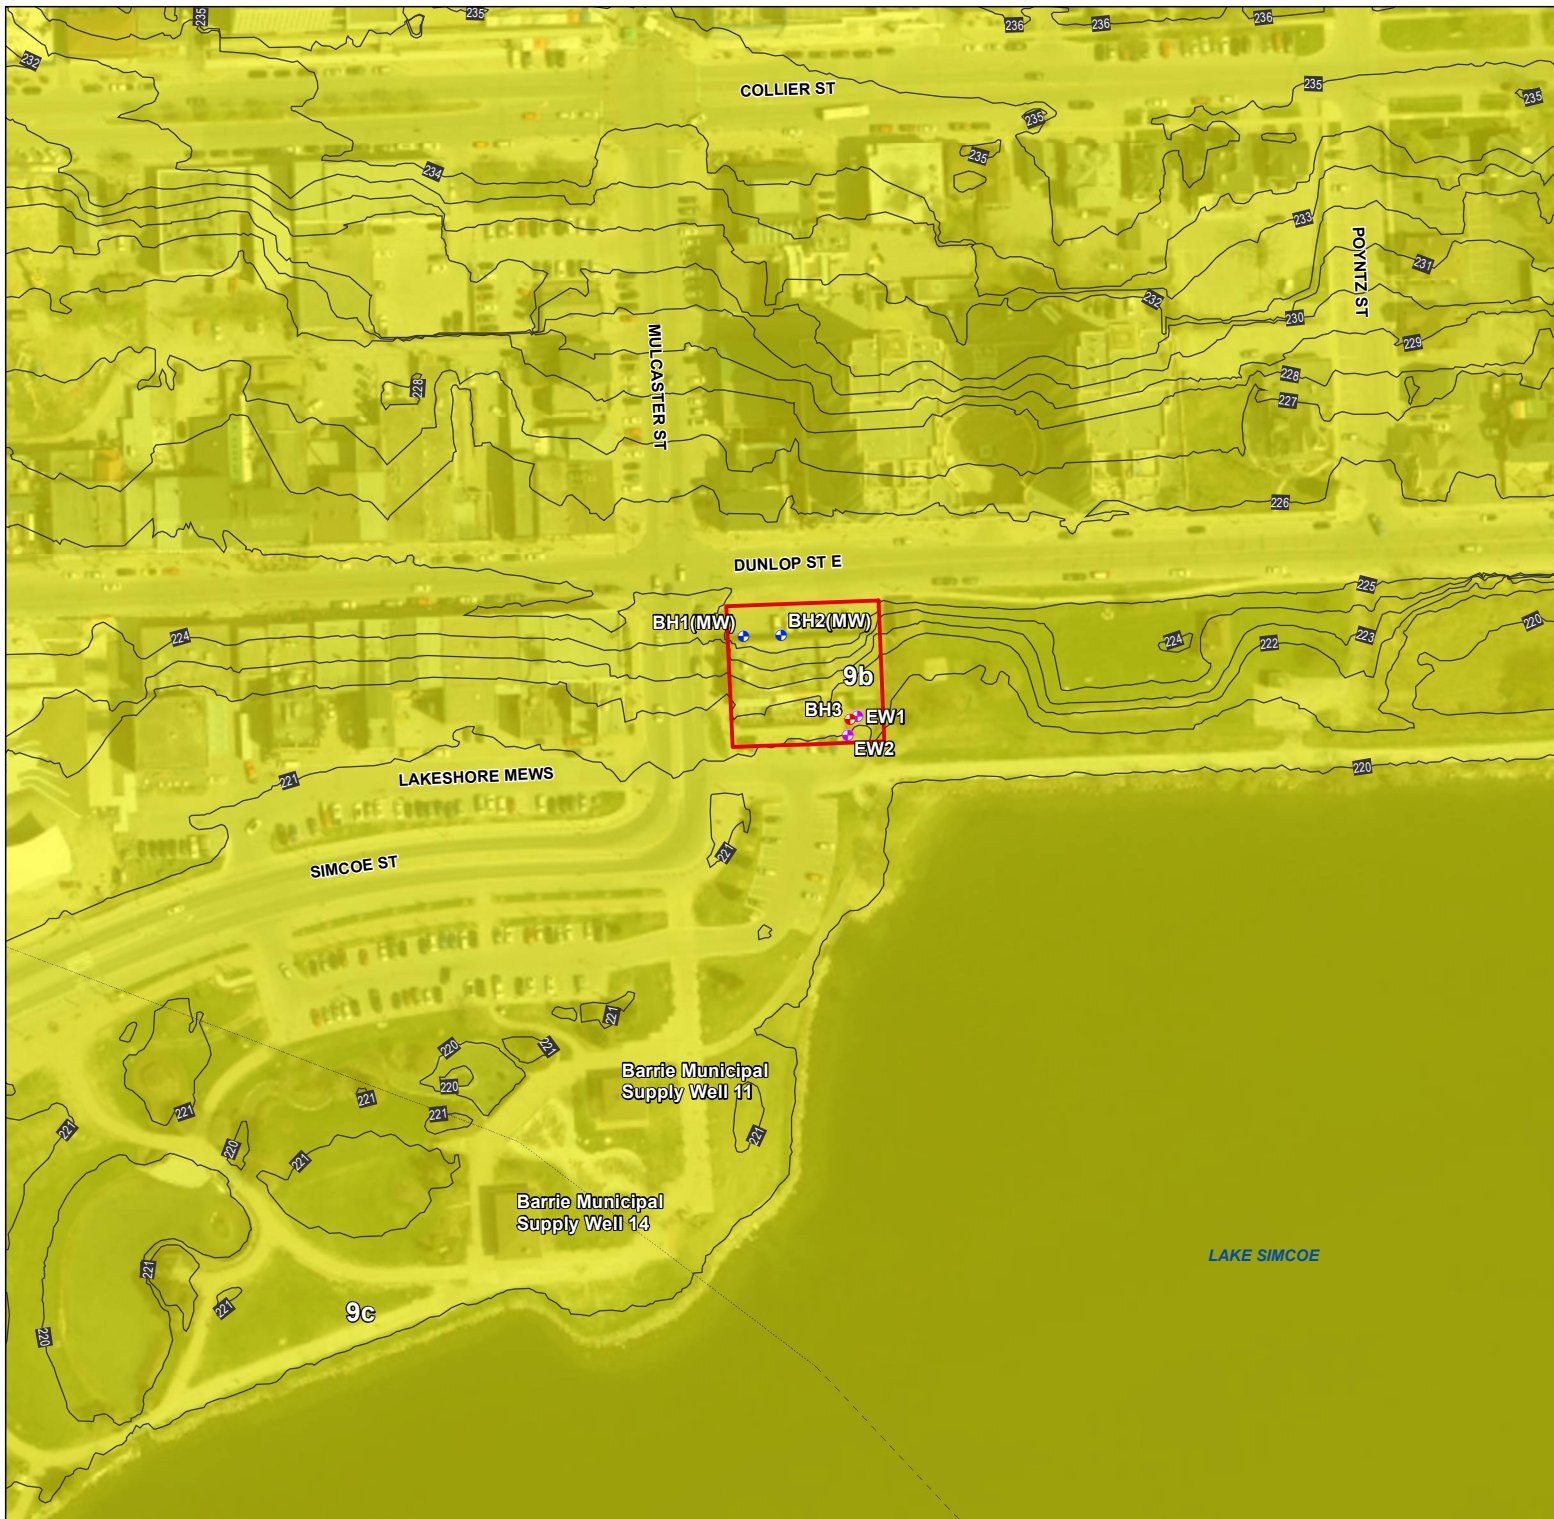 235
235
236
236
236
232
COLLIER ST
235
235
235
235
234
233
POYNTZ ST
231
232
230
229
MULCASTER ST
228
228
227
226
DUNLOP ST E
225
BH1(MW)
BH2(MW)
224
220
224
222
223
9b
BH3
EW1
EW2
LAKESHORE MEWS
221
220
SIMCOE ST
221
221
220
221
Barrie Municipal
Supply Well 11
220
221
221
221
221
221
220
221
Barrie Municipal
Supply Well 14
LAKE SIMCOE
221
221
9c
220